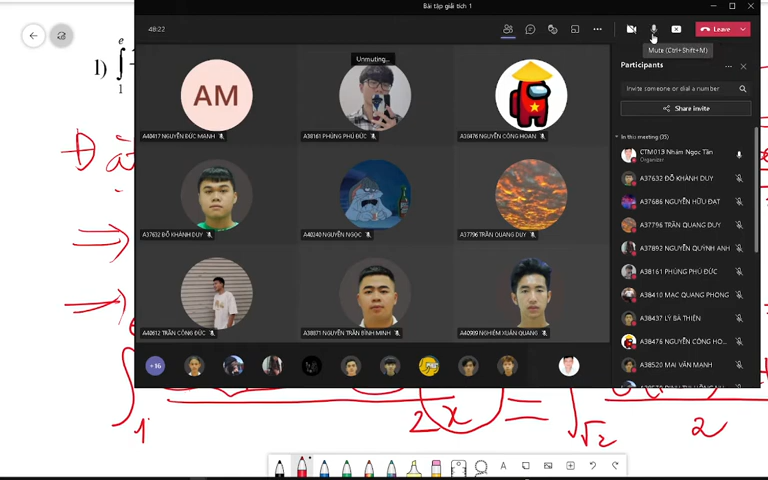 Bài tập giải tích 1
48:22
Leave
Mute (Ctrl+Shift+M)
1) ∫
e
1
AM
Unmuting...
A40417 NGUYỄN ĐỨC MẠNH
A38161 PHÙNG PHÚ ĐỨC
A38476 NGUYỄN CÔNG HOAN
A37632 ĐỖ KHÁNH DUY
A40240 NGUYỄN NGỌC
A37796 TRẦN QUANG DUY
A40612 TRẦN CÔNG ĐỨC
A38871 NGUYỄN TRẦN BÌNH MINH
A40909 NGHIÊM XUÂN QUANG
+16
Participants
Invite someone or dial a number
Share invite
In this meeting (35)
CTM013 Nhâm Ngọc Tần
Organizer
A37632 ĐỖ KHÁNH DUY
A37686 NGUYỄN HỮU ĐẠT
A37796 TRẦN QUANG DUY
A37892 NGUYỄN QUỲNH ANH
A38161 PHÙNG PHÚ ĐỨC
A38410 MẠC QUANG PHONG
A38437 LÝ BÁ THIÊN
A38476 NGUYỄN CÔNG HO...
A38520 MAI VĂN MẠNH
⇒
⇒
∫ 1 2x = ∫ √2 2